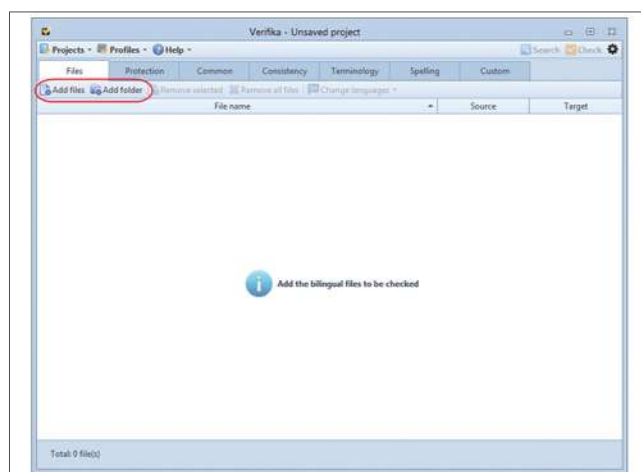 Verifika - Unsaved project
Projects Profiles Help Search Check
Files Protection Common Consistency Terminology Spelling Custom
Add files Add folder Remove selected Remove all files Change languages
File name Source Target
Add the bilingual files to be checked
Total: 0 file(s)